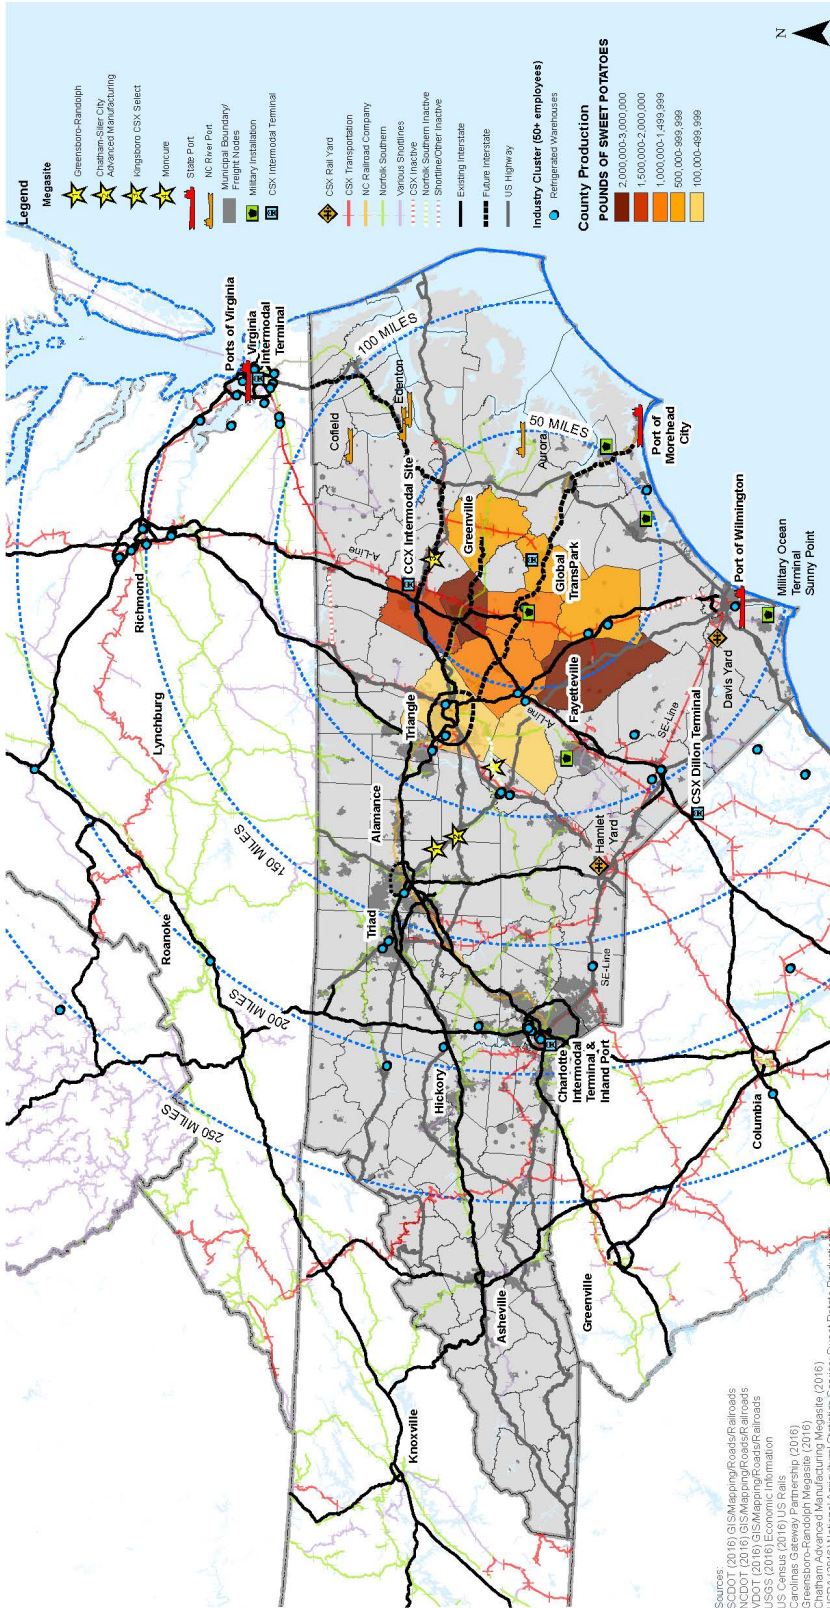 Legend
Megasite
Greensboro-Randolph
Chatham-Siler City
Advanced Manufacturing
Kingsboro CSX Select
Moncure
State Port
NC River Port
Municipal Boundary/
Freight Nodes
Military Installation
CSX Intermodal Terminal
CSX Rail Yard
CSX Transportation
NC Railroad Company
Norfolk Southern
Various Shortlines
CSX Inactive
Norfolk Southern Inactive
Shortline/Other Inactive
Existing Interstate
Future Interstate
US Highway
Industry Cluster (50+ employees)
Refrigerated Warehouses
County Production
POUNDS OF SWEET POTATOES
2,000,000-3,000,000
1,500,000-2,000,000
1,000,000-1,499,999
500,000-999,999
100,000-499,999
N
Ports of Virginia
Virginia
Intermodal
Terminal
Richmond
Lynchburg
Roanoke
50 MILES
100 MILES
150 MILES
200 MILES
250 MILES
Cofield
Edenton
Aurora
CCX Intermodal Site
A-Line
Greenville
Global
TransPark
Port of
Morehead
City
Triangle
Alamance
Triad
A-Line
Fayetteville
SE-Line
Davis Yard
Port of Wilmington
Military Ocean
Terminal
Sunny Point
CSX Dillon Terminal
Hamlet
Yard
SE-Line
Hickory
Charlotte
Intermodal
Terminal &
Inland Port
Columbia
Asheville
Greenville
Knoxville
Sources:
SCDOT (2016) GIS/Mapping/Roads/Railroads
NCDOT (2016) GIS/Mapping/Roads/Railroads
VDOT (2016) GIS/Mapping/Roads/Railroads
USGS (2016) Economic Information
US Census (2016) US Rails
Carolinas Gateway Partnership (2016)
Greensboro-Randolph Megasite (2016)
Chatham Advanced Manufacturing Megasite (2016)